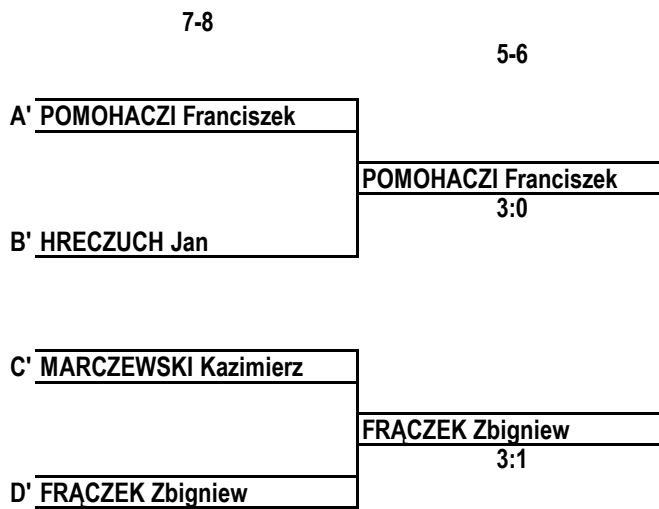 7-8
5-6
A' POMOHACZI Franciszek
POMOHACZI Franciszek
3:0
B' HRECZUCH Jan
C' MARCZEWSKI Kazimierz
FRĄCZEK Zbigniew
3:1
D' FRĄCZEK Zbigniew